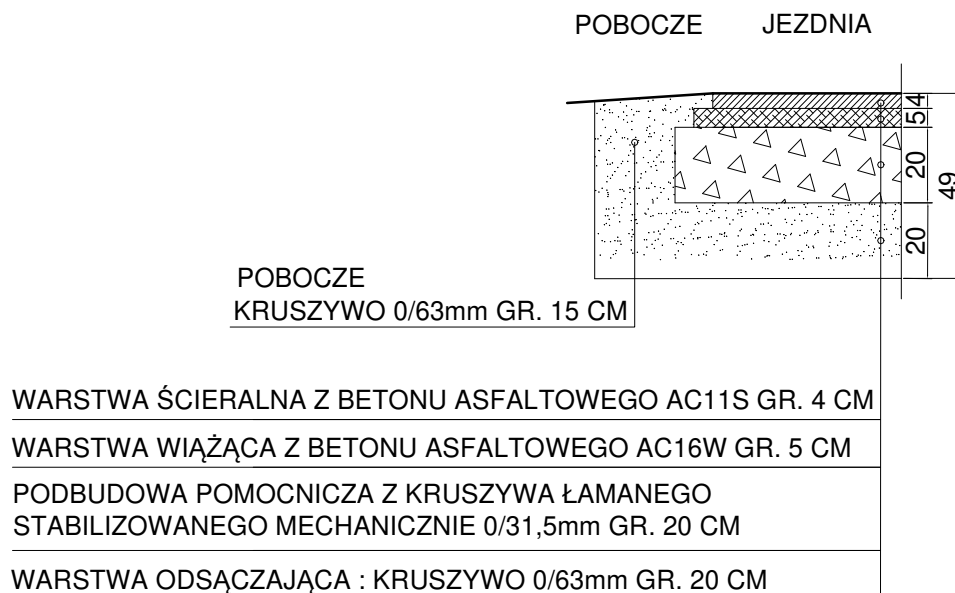 POBOCZE JEZDNIA
54
20
49
20
POBOCZE
KRUSZYWO 0/63mm GR. 15 CM
WARSTWA ŚCIERALNA Z BETONU ASFALTOWEGO AC11S GR. 4 CM
WARSTWA WIĄŻĄCA Z BETONU ASFALTOWEGO AC16W GR. 5 CM
PODBUDOWA POMOCNICZA Z KRUSZYWA ŁAMANEGO
STABILIZOWANEGO MECHANICZNIE 0/31,5mm GR. 20 CM
WARSTWA ODSĄCZAJĄCA : KRUSZYWO 0/63mm GR. 20 CM